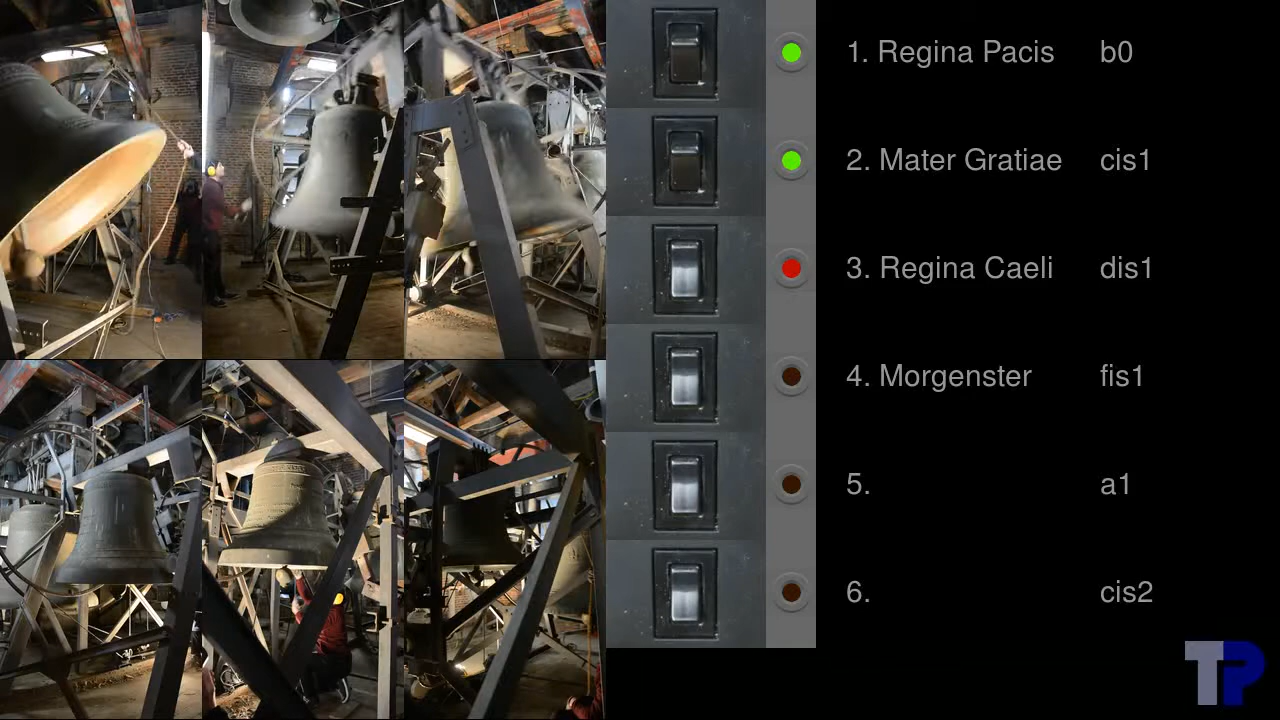 1. Regina Pacis b0
2. Mater Gratiae cis1
3. Regina Caeli dis1
4. Morgenster fis1
5. a1
6. cis2
TP